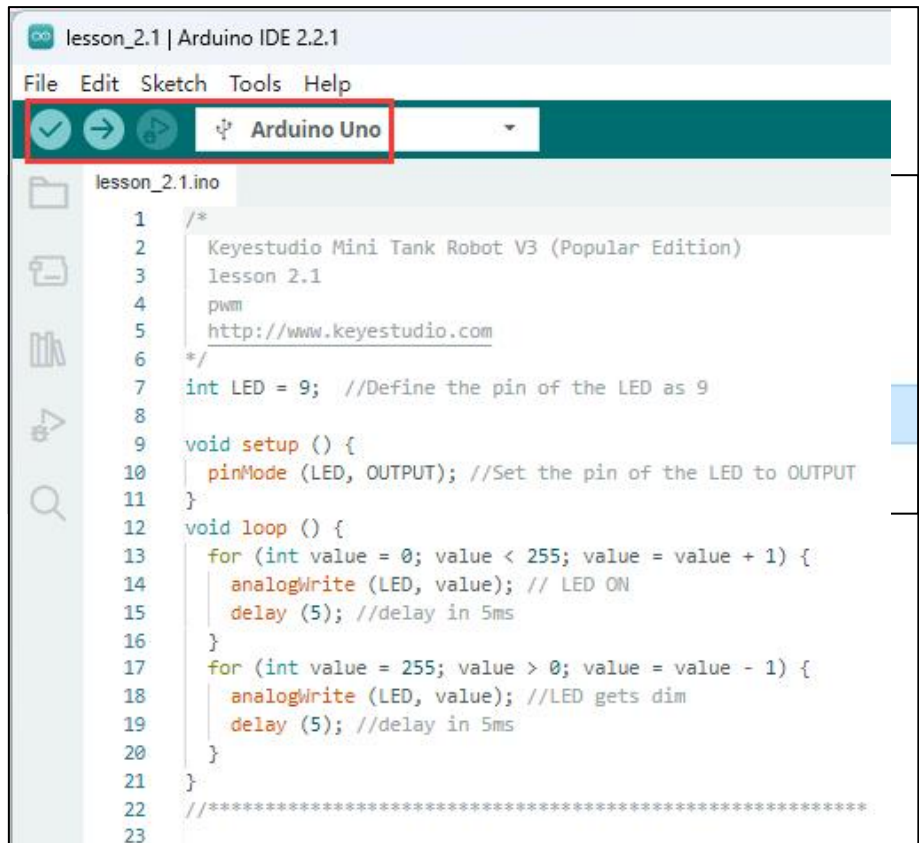 lesson_2.1 | Arduino IDE 2.2.1
File Edit Sketch Tools Help
Arduino Uno
lesson_2.1.ino
1 /*
2 Keyestudio Mini Tank Robot V3 (Popular Edition)
3 lesson 2.1
4 pwm
5 http://www.keyestudio.com
6 */
7 int LED = 9; //Define the pin of the LED as 9
8
9 void setup () {
10 pinMode (LED, OUTPUT); //Set the pin of the LED to OUTPUT
11 }
12 void loop () {
13 for (int value = 0; value < 255; value = value + 1) {
14 analogWrite (LED, value); // LED ON
15 delay (5); //delay in 5ms
16 }
17 for (int value = 255; value > 0; value = value - 1) {
18 analogWrite (LED, value); //LED gets dim
19 delay (5); //delay in 5ms
20 }
21 }
22 //**********************************************************
23